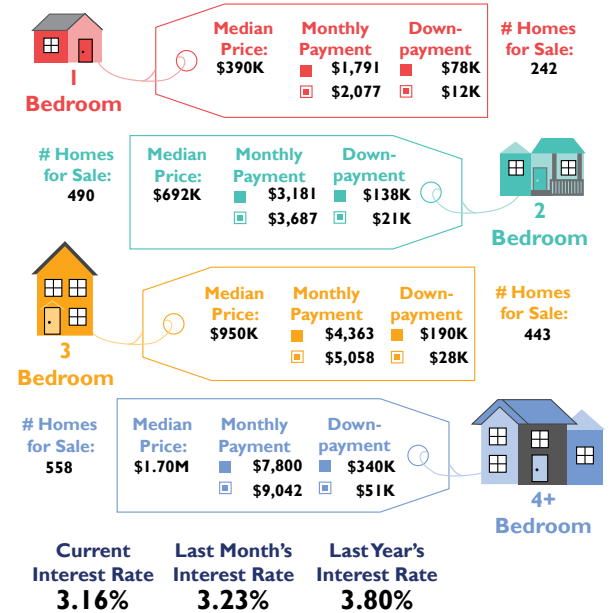 Median Price:
$390K
Monthly Payment
$1,791
$2,077
Down-payment
$78K
$12K
# Homes for Sale:
242
1
Bedroom
# Homes for Sale:
490
Median Price:
$692K
Monthly Payment
$3,181
$3,687
Down-payment
$138K
$21K
2
Bedroom
Median Price:
$950K
Monthly Payment
$4,363
$5,058
Down-payment
$190K
$28K
# Homes for Sale:
443
3
Bedroom
# Homes for Sale:
558
Median Price:
$1.70M
Monthly Payment
$7,800
$9,042
Down-payment
$340K
$51K
4+
Bedroom
Current Interest Rate
3.16%
Last Month's Interest Rate
3.23%
Last Year's Interest Rate
3.80%